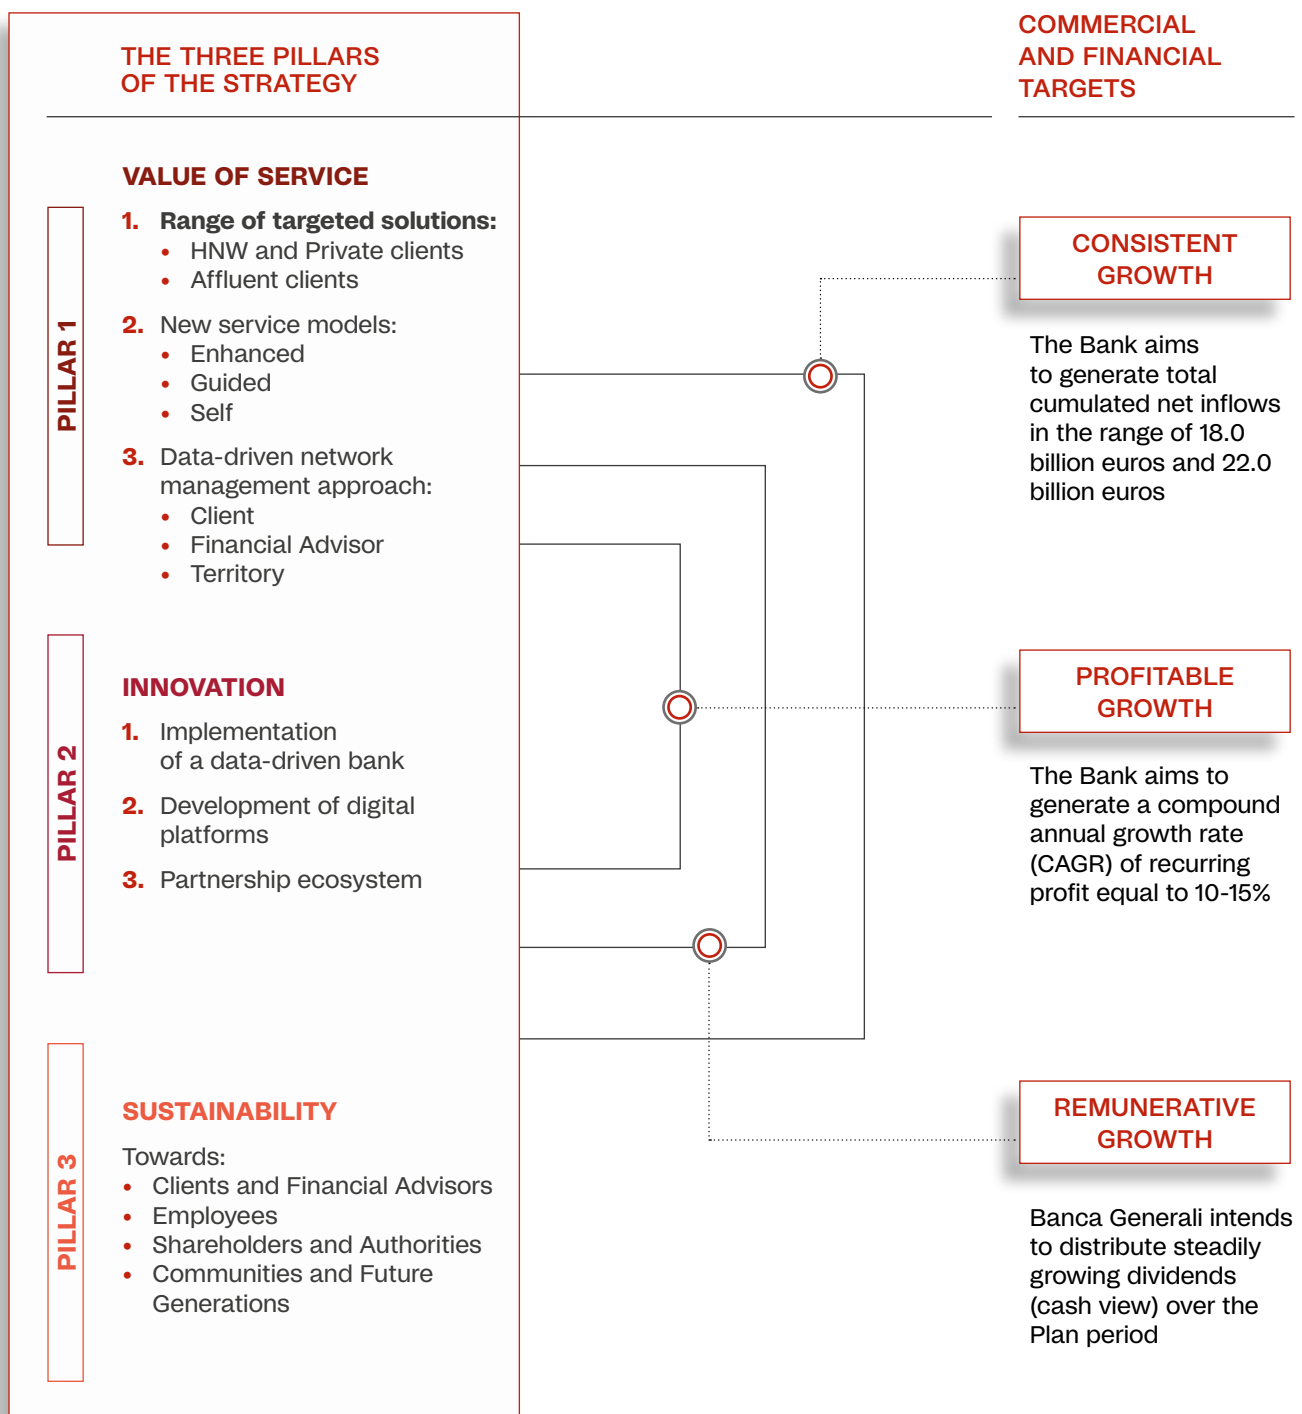 THE THREE PILLARS
OF THE STRATEGY
PILLAR 1
VALUE OF SERVICE
1. Range of targeted solutions:
• HNW and Private clients
• Affluent clients
2. New service models:
• Enhanced
• Guided
• Self
3. Data-driven network
management approach:
• Client
• Financial Advisor
• Territory
PILLAR 2
INNOVATION
1. Implementation
of a data-driven bank
2. Development of digital
platforms
3. Partnership ecosystem
PILLAR 3
SUSTAINABILITY
Towards:
• Clients and Financial Advisors
• Employees
• Shareholders and Authorities
• Communities and Future
Generations
COMMERCIAL
AND FINANCIAL
TARGETS
CONSISTENT
GROWTH
The Bank aims
to generate total
cumulated net inflows
in the range of 18.0
billion euros and 22.0
billion euros
PROFITABLE
GROWTH
The Bank aims to
generate a compound
annual growth rate
(CAGR) of recurring
profit equal to 10-15%
REMUNERATIVE
GROWTH
Banca Generali intends
to distribute steadily
growing dividends
(cash view) over the
Plan period